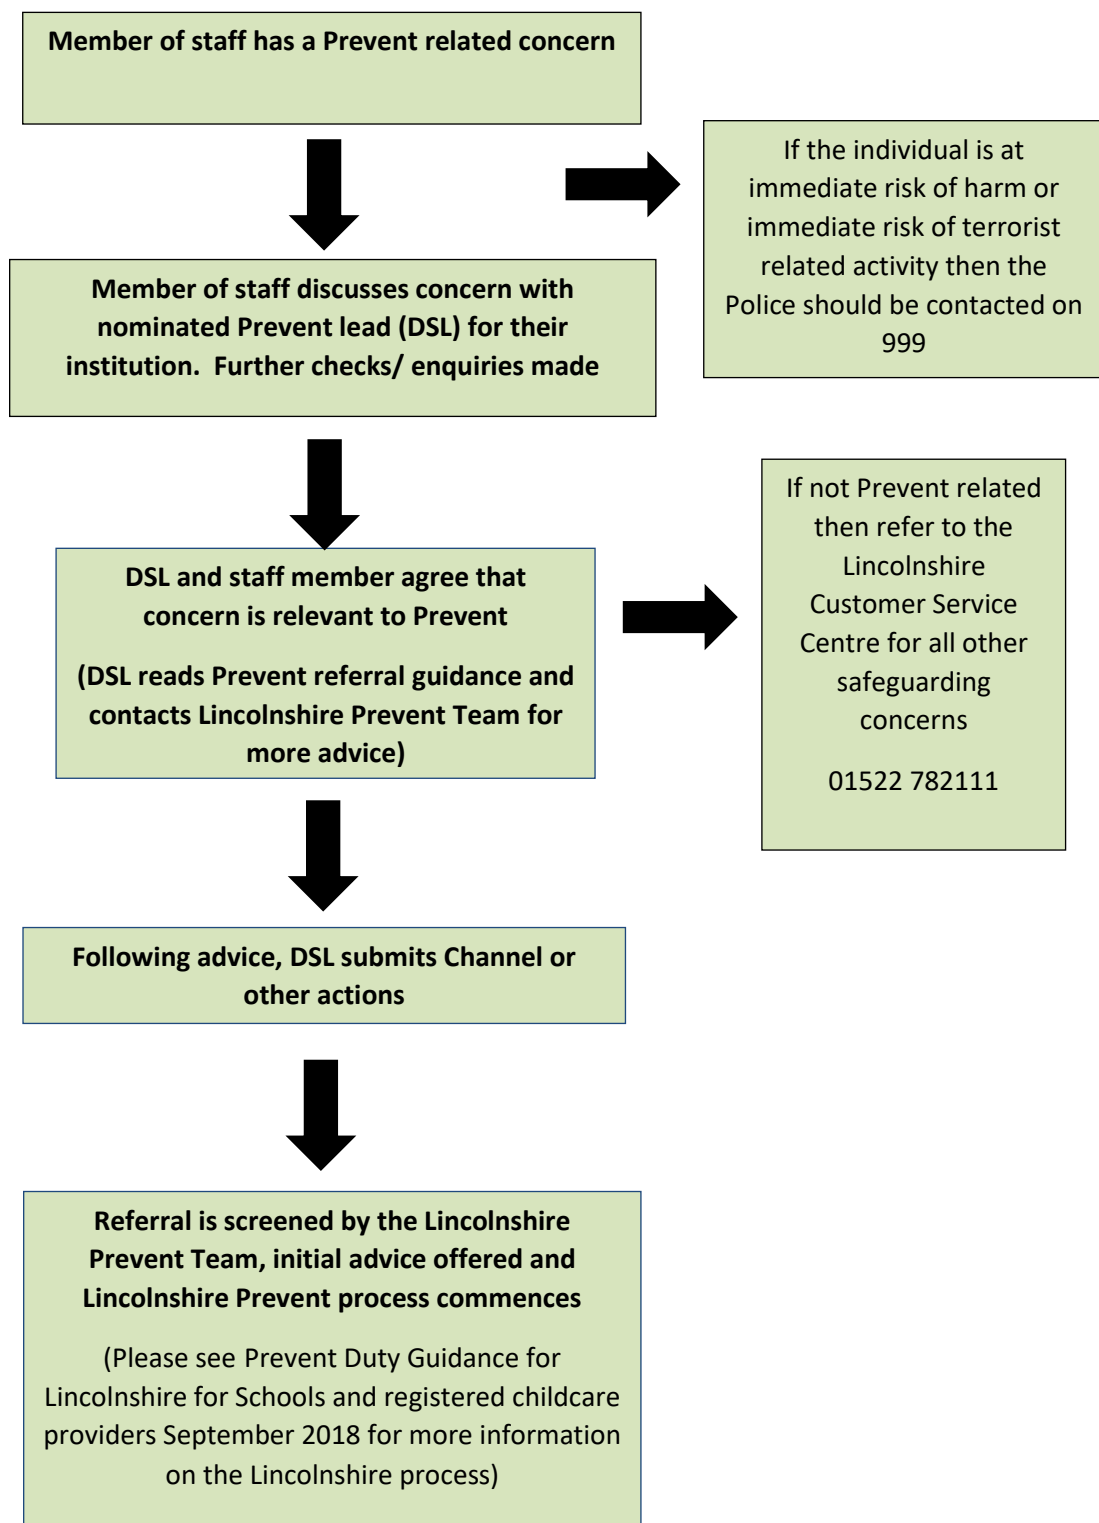 Member of staff has a Prevent related concern
If the individual is at
immediate risk of harm or
immediate risk of terrorist
related activity then the
Police should be contacted on
999
Member of staff discusses concern with
nominated Prevent lead (DSL) for their
institution.  Further checks/ enquiries made
If not Prevent related
then refer to the
Lincolnshire
Customer Service
Centre for all other
safeguarding
concerns
01522 782111
DSL and staff member agree that
concern is relevant to Prevent
(DSL reads Prevent referral guidance and
contacts Lincolnshire Prevent Team for
more advice)
Following advice, DSL submits Channel or
other actions
Referral is screened by the Lincolnshire
Prevent Team, initial advice offered and
Lincolnshire Prevent process commences
(Please see Prevent Duty Guidance for
Lincolnshire for Schools and registered childcare
providers September 2018 for more information
on the Lincolnshire process)